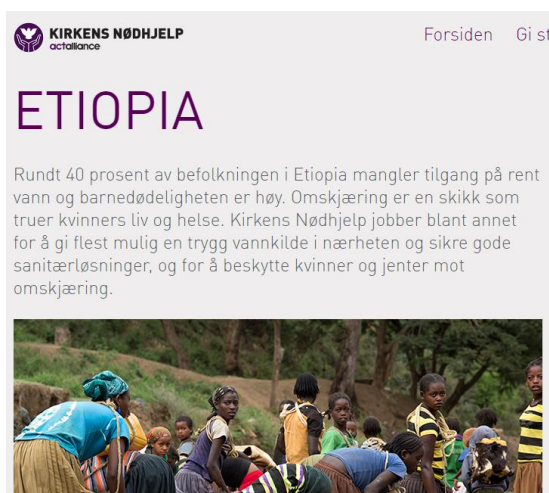 KIRKENS NØDHJELP
actalliance
Forsiden Gi
ETIOPIA
Rundt 40 prosent av befolkningen i Etiopia mangler tilgang på rent
vann og barnedødeligheten er høy. Omskjæring er en skikk som
truer kvinners liv og helse. Kirkens Nødhjelp jobber blant annet
for å gi flest mulig en trygg vannkilde i nærheten og sikre gode
sanitærløsninger, og for å beskytte kvinner og jenter mot
omskjæring.